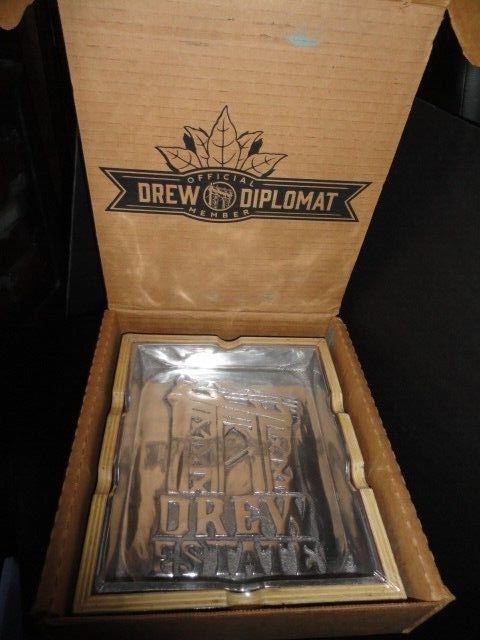 OFFICIAL
DREW DIPLOMAT
MEMBER
DREW
ESTATE